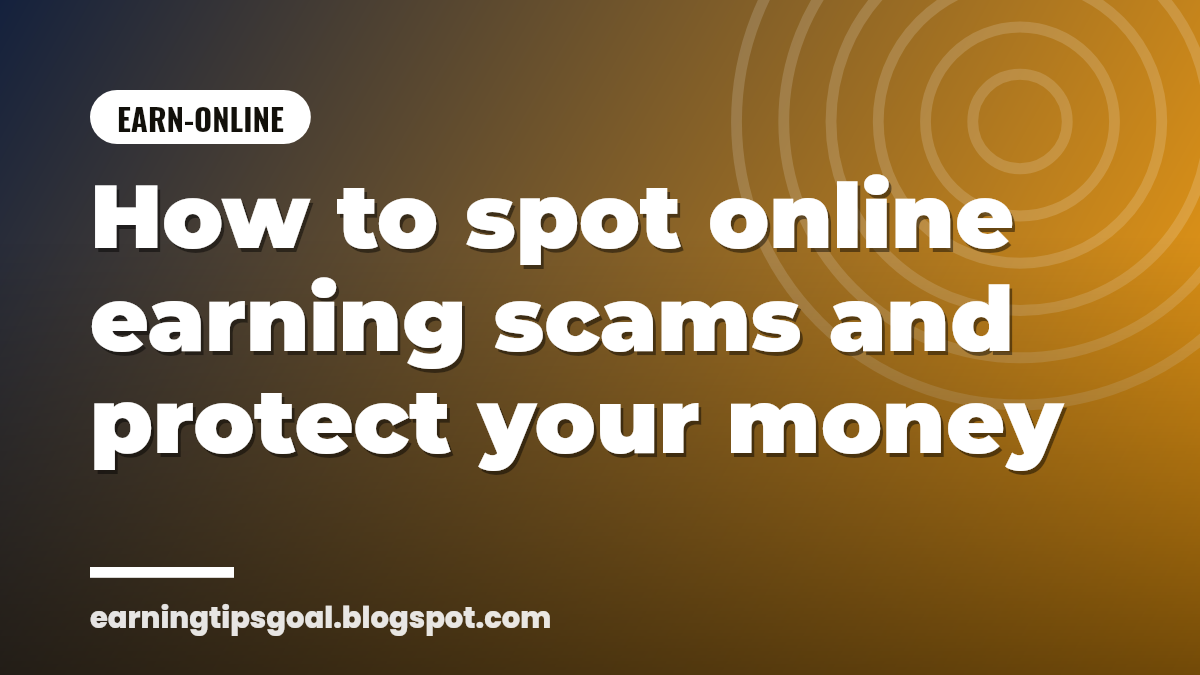 EARN-ONLINE
How to spot online
earning scams and
protect your money
earningtipsgoal.blogspot.com